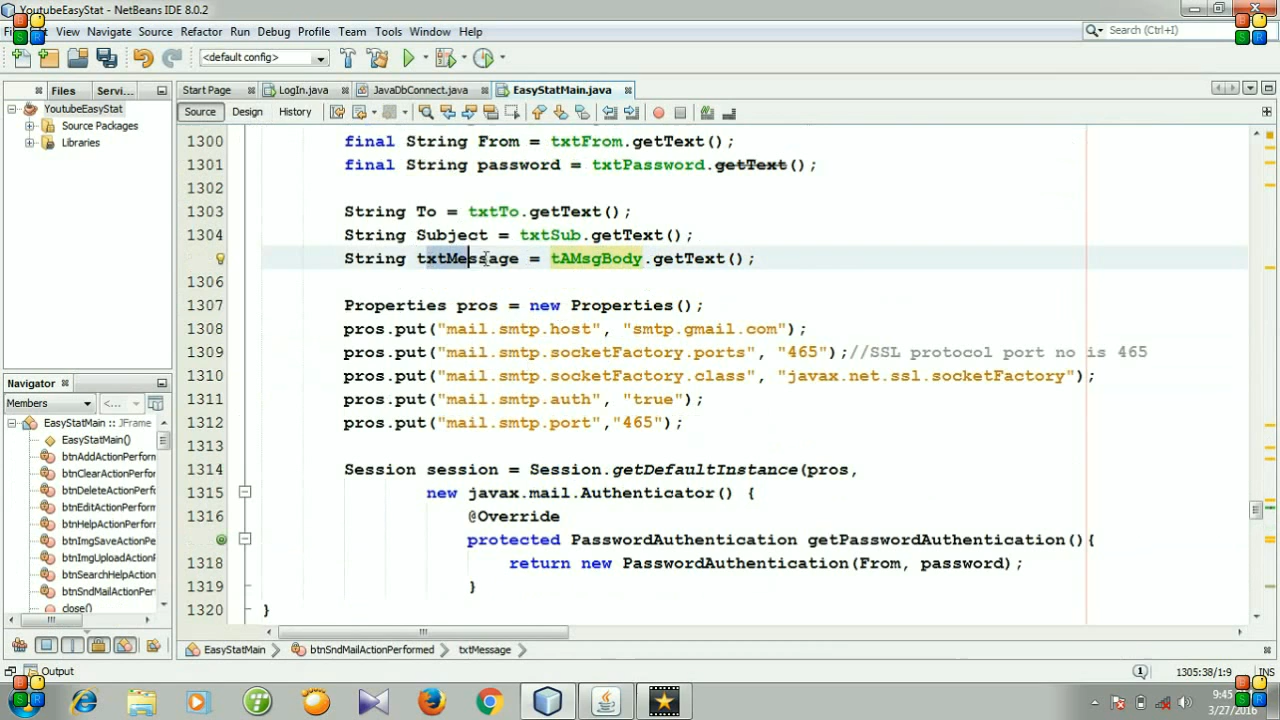 YoutubeEasyStat - NetBeans IDE 8.0.2
View Navigate Source Refactor Run Debug Profile Team Tools Window Help
Search (Ctrl+I)
<default config>
Files Servi...
Start Page LogIn.java JavaDbConnect.java EasyStatMain.java
YoutubeEasyStat
Source Packages
Libraries
Source Design History
1300 final String From = txtFrom.getText();
1301 final String password = txtPassword.getText();
1302
1303 String To = txtTo.getText();
1304 String Subject = txtSub.getText();
String txtMessage = tAMsgBody.getText();
1306
1307 Properties pros = new Properties();
1308 pros.put("mail.smtp.host", "smtp.gmail.com");
1309 pros.put("mail.smtp.socketFactory.ports", "465");//SSL protocol port no is 465
1310 pros.put("mail.smtp.socketFactory.class", "javax.net.ssl.socketFactory");
1311 pros.put("mail.smtp.auth", "true");
1312 pros.put("mail.smtp.port","465");
1313
1314 Session session = Session.getDefaultInstance(pros,
1315 new javax.mail.Authenticator() {
1316 @Override
protected PasswordAuthentication getPasswordAuthentication(){
1318 return new PasswordAuthentication(From, password);
1319 }
1320 }
Navigator
Members <...
EasyStatMain :: JFrame
EasyStatMain()
btnAddActionPerform
btnClearActionPerform
btnDeleteActionPerf
btnEditActionPerform
btnHelpActionPerfor
btnImgSaveActionPe
btnImgUploadAction
btnSearchHelpActio
btnSndMailActionPe
close()
EasyStatMain btnSndMailActionPerformed txtMessage
Output
1 1305:38/1:9 INS
9:45
3/27/2016
B S R
B S R
B S R
B S R